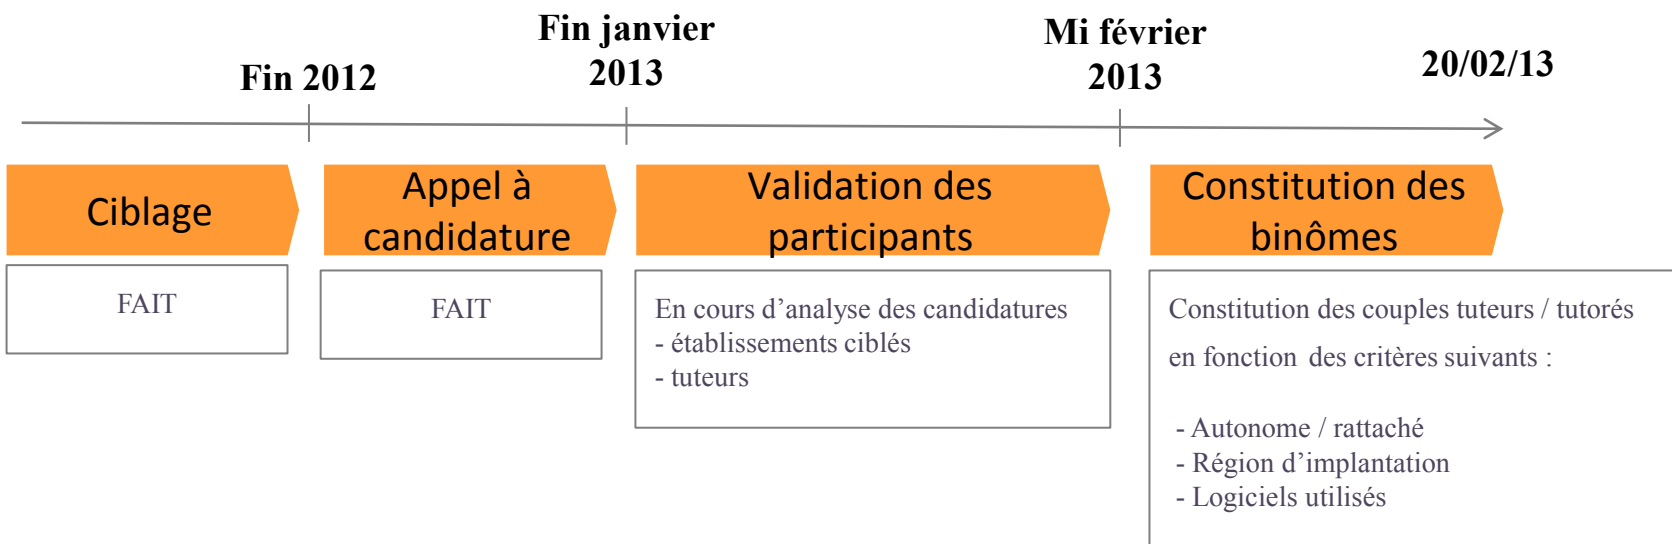 Fin 2012
Fin janvier
2013
Mi février
2013
20/02/13
Ciblage
Appel à
candidature
Validation des
participants
Constitution des
binômes
FAIT
FAIT
En cours d’analyse des candidatures
- établissements ciblés
- tuteurs
Constitution des couples tuteurs / tutorés
en fonction des critères suivants :
- Autonome / rattaché
- Région d’implantation
- Logiciels utilisés